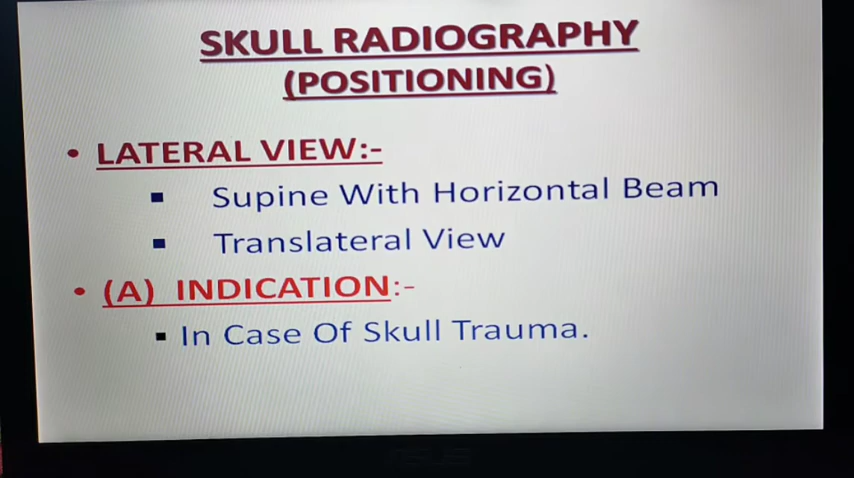 SKULL RADIOGRAPHY
(POSITIONING)
• LATERAL VIEW:-
▪ Supine With Horizontal Beam
▪ Translateral View
• (A) INDICATION:-
▪ In Case Of Skull Trauma.